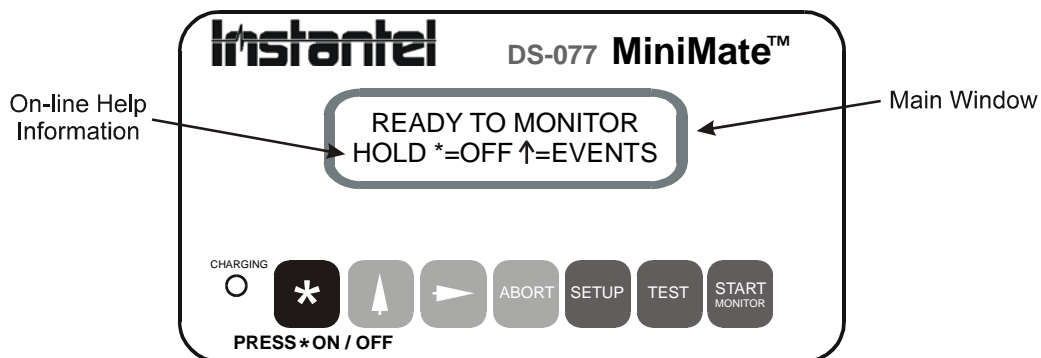 Instantel
DS-077 MiniMate™
On-line Help
Information
Main Window
READY TO MONITOR
HOLD *=OFF ↑=EVENTS
CHARGING
*
ABORT
SETUP
TEST
START
MONITOR
PRESS * ON / OFF